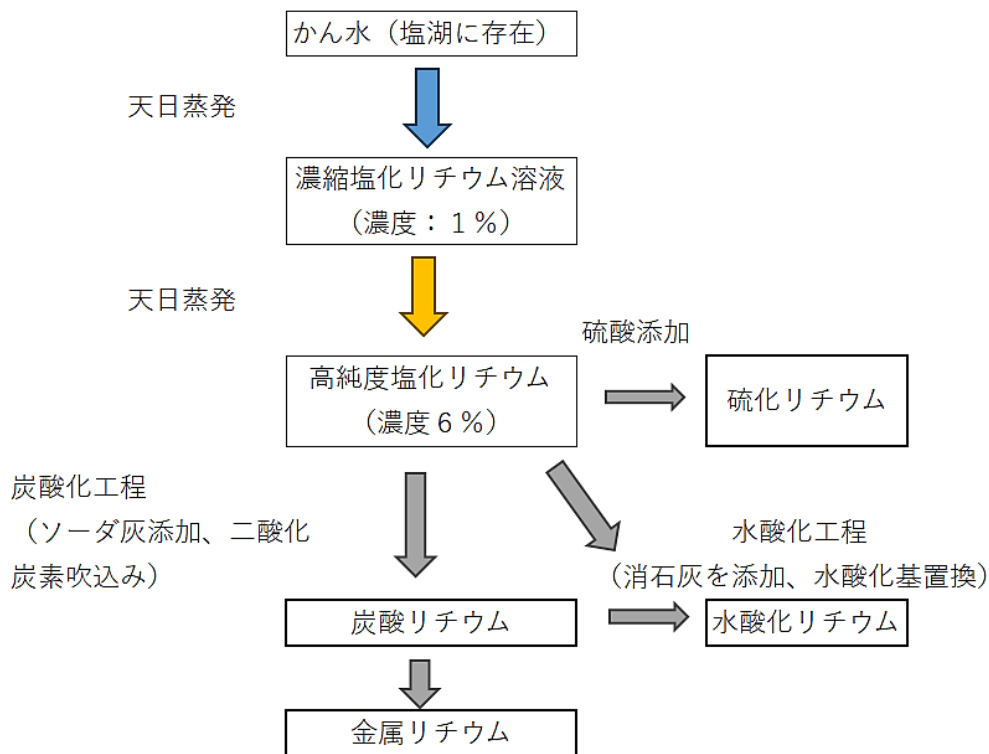 かん水（塩湖に存在）
天日蒸発
濃縮塩化リチウム溶液
（濃度：１％）
天日蒸発
高純度塩化リチウム
（濃度６％）
硫酸添加
硫化リチウム
炭酸化工程
（ソーダ灰添加、二酸化
炭素吹込み）
水酸化工程
（消石灰を添加、水酸化基置換）
炭酸リチウム
水酸化リチウム
金属リチウム